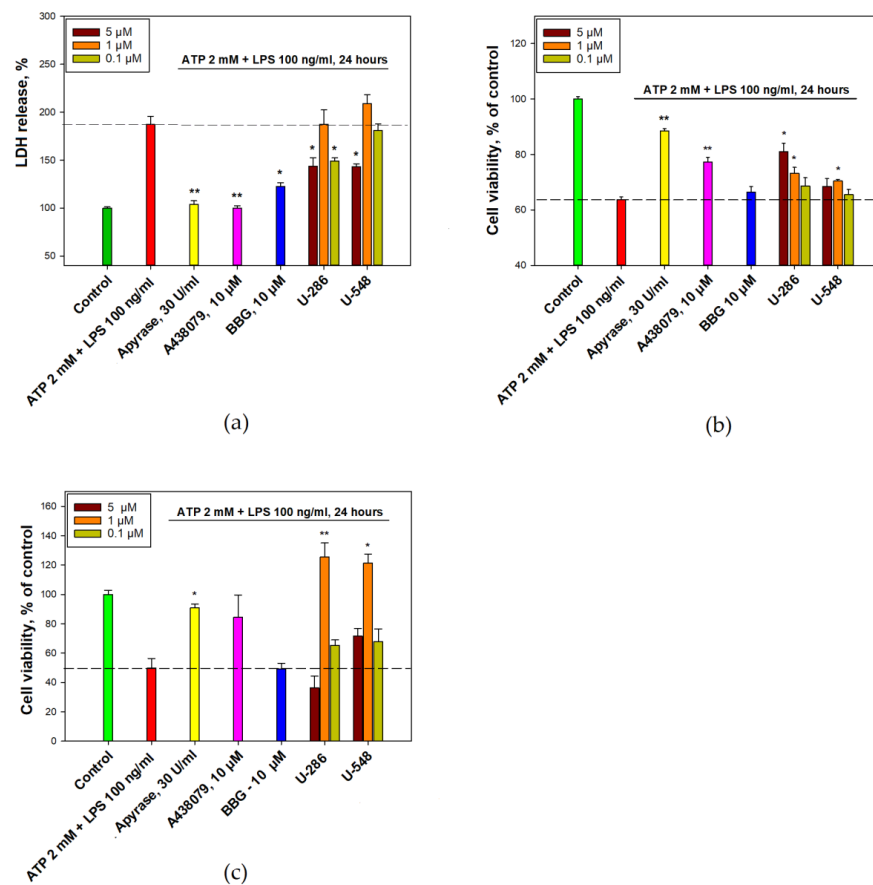 5 µM
1 µM
0.1 µM
ATP 2 mM + LPS 100 ng/ml, 24 hours
LDH release, %
300
250
200
150
100
50
** ** * * * *
Control
ATP 2 mM + LPS 100 ng/ml
Apyrase, 30 U/ml
A438079, 10 µM
BBG, 10 µM
U-286
U-548
(a)
5 µM
1 µM
0.1 µM
ATP 2 mM + LPS 100 ng/ml, 24 hours
Cell viability, % of control
120
100
80
60
40
** ** * * *
Control
ATP 2 mM + LPS 100 ng/ml
Apyrase, 30 U/ml
A438079, 10 µM
BBG 10 µM
U-286
U-548
(b)
5 µM
1 µM
0.1 µM
ATP 2 mM + LPS 100 ng/ml, 24 hours
Cell viability, % of control
160
140
120
100
80
60
40
20
0
* ** *
Control
ATP 2 mM + LPS 100 ng/ml
Apyrase, 30 U/ml
A438079, 10 µM
BBG - 10 µM
U-286
U-548
(c)